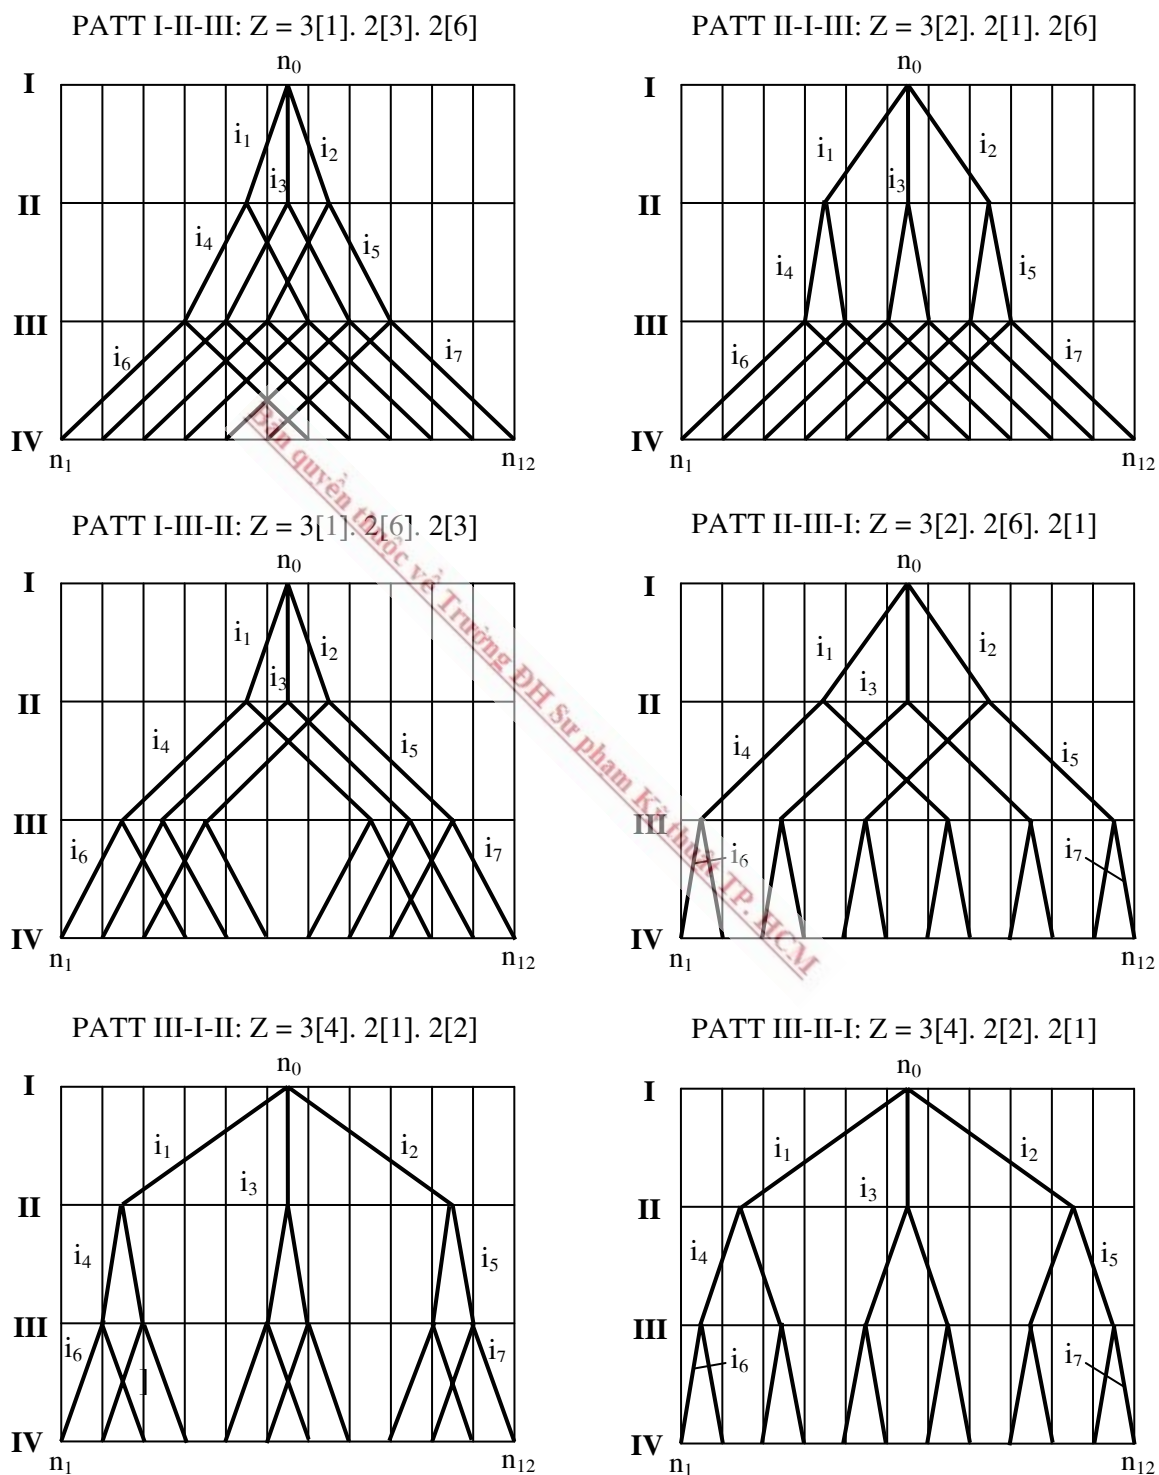 PATT I-II-III: Z = 3[1]. 2[3]. 2[6]
n0
I
i1
i2
i3
II
i4
i5
III
i6
i7
IV
n1
n12
PATT II-I-III: Z = 3[2]. 2[1]. 2[6]
n0
I
i1
i2
i3
II
i4
i5
III
i6
i7
IV
n1
n12
PATT I-III-II: Z = 3[1]. 2[6]. 2[3]
n0
I
i1
i2
i3
II
i4
i5
III
i6
i7
IV
n1
n12
PATT II-III-I: Z = 3[2]. 2[6]. 2[1]
n0
I
i1
i2
i3
II
i4
i5
III
i6
i7
IV
n1
n12
PATT III-I-II: Z = 3[4]. 2[1]. 2[2]
n0
I
i1
i2
i3
II
i4
i5
III
i6
i7
]
IV
n1
n12
PATT III-II-I: Z = 3[4]. 2[2]. 2[1]
n0
I
i1
i2
i3
II
i4
i5
III
i6
i7
IV
n1
n12
Bản quyền thuộc về Trường ĐH Sư phạm Kỹ thuật TP. HCM